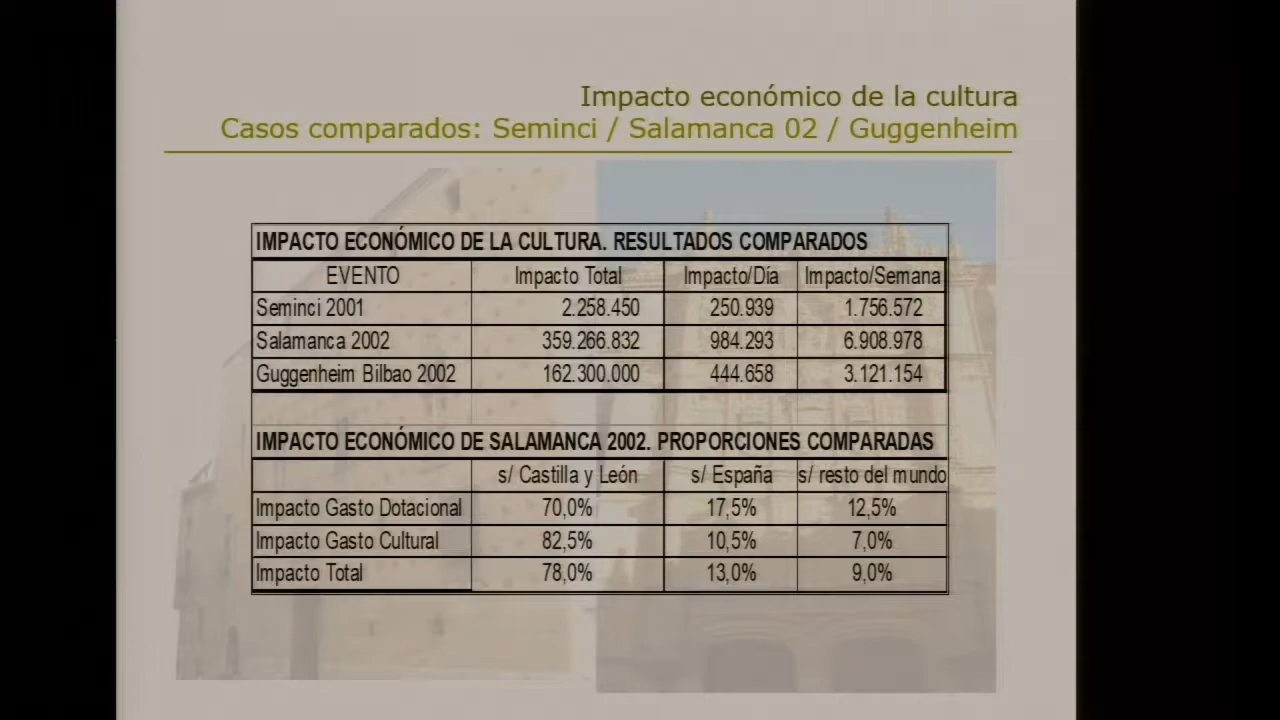 Impacto económico de la cultura
Casos comparados: Seminci / Salamanca 02 / Guggenheim
IMPACTO ECONÓMICO DE LA CULTURA. RESULTADOS COMPARADOS
EVENTO Impacto Total Impacto/Día Impacto/Semana
Seminci 2001 2.258.450 250.939 1.756.572
Salamanca 2002 359.266.832 984.293 6.908.978
Guggenheim Bilbao 2002 162.300.000 444.658 3.121.154
IMPACTO ECONÓMICO DE SALAMANCA 2002. PROPORCIONES COMPARADAS
s/ Castilla y León s/ España s/ resto del mundo
Impacto Gasto Dotacional 70,0% 17,5% 12,5%
Impacto Gasto Cultural 82,5% 10,5% 7,0%
Impacto Total 78,0% 13,0% 9,0%